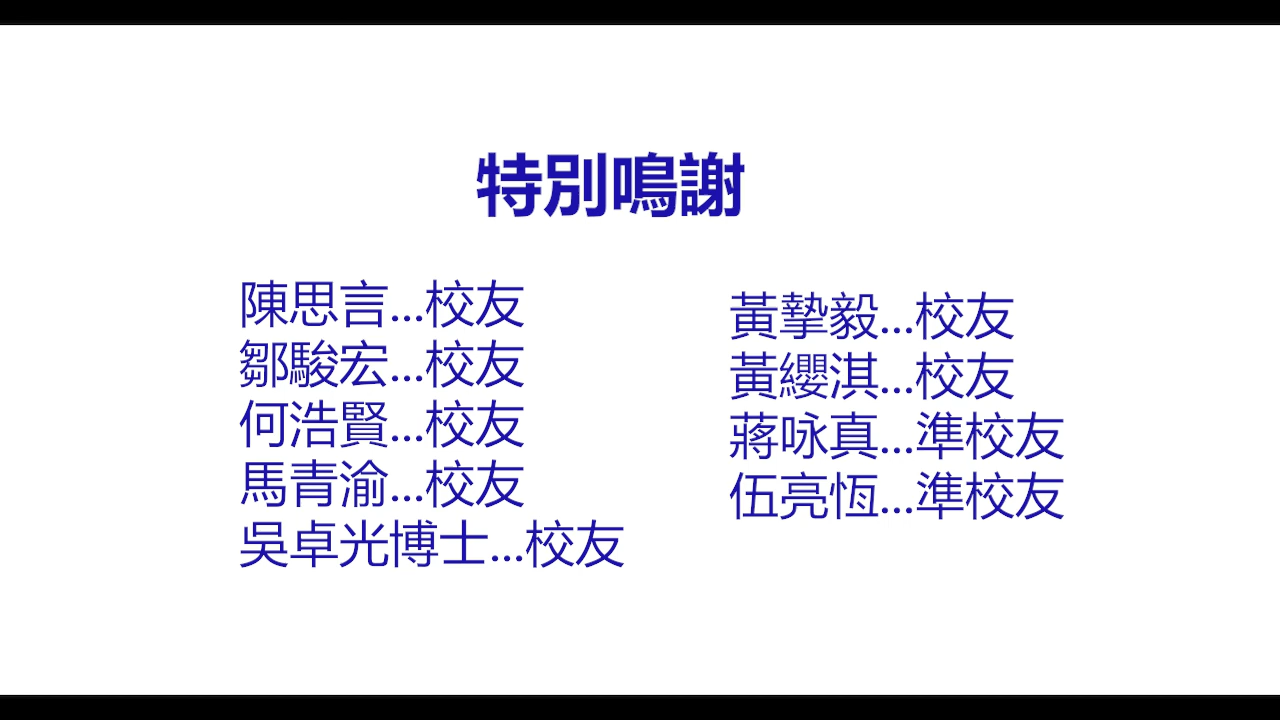 特別鳴謝
陳思言...校友
鄒駿宏...校友
何浩賢...校友
馬青渝...校友
吳卓光博士...校友
黃摯毅...校友
黃纓淇...校友
蔣咏真...準校友
伍亮恆...準校友